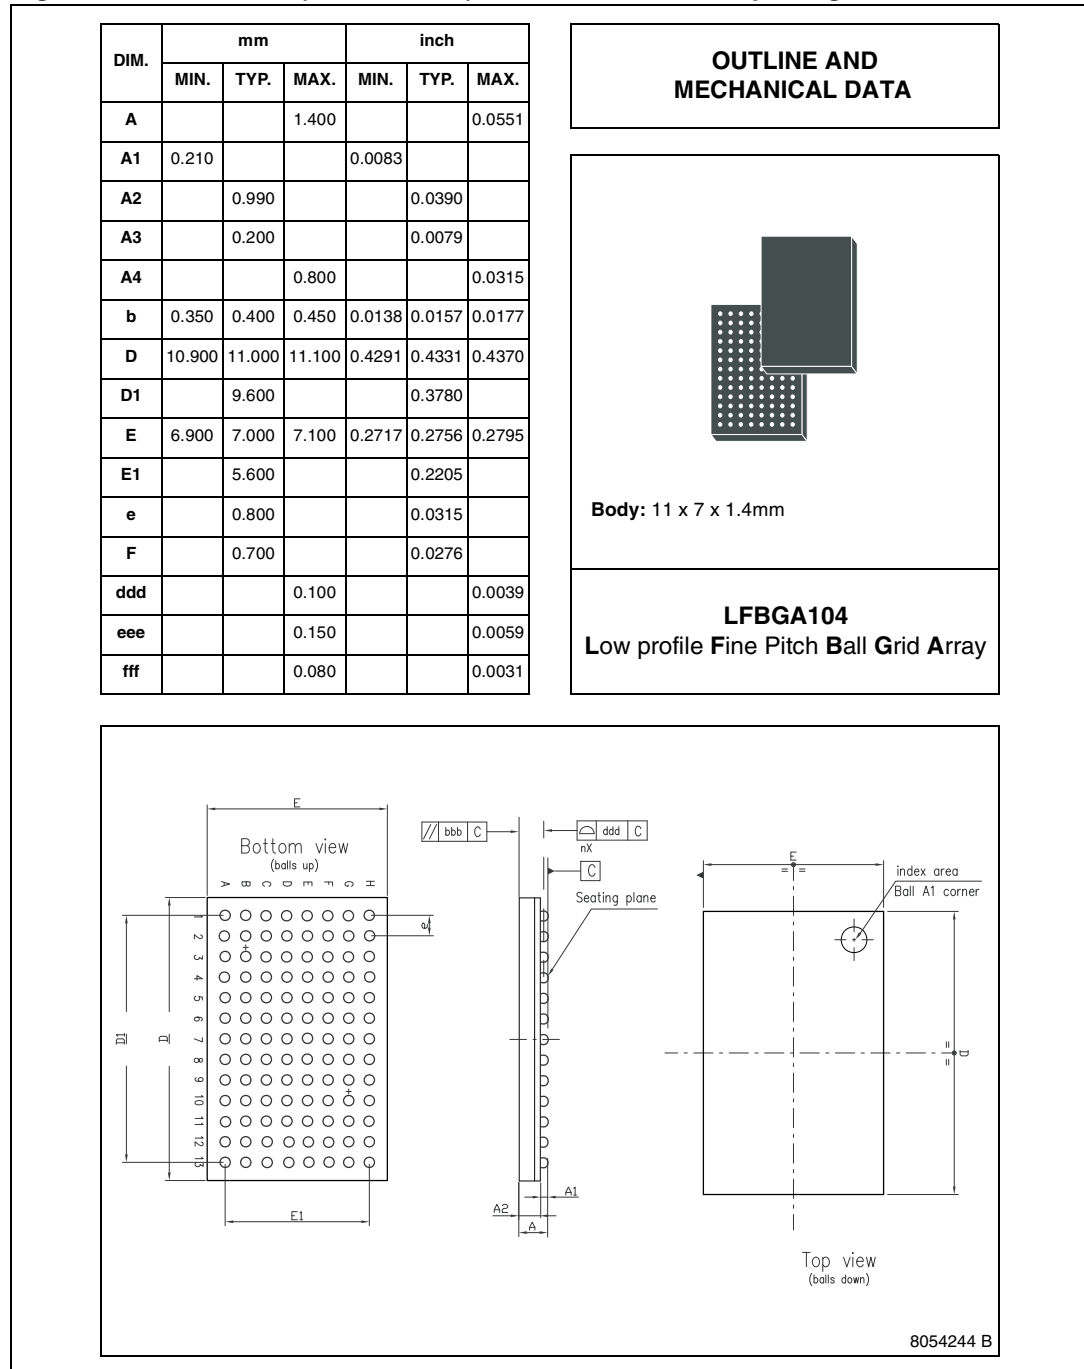 DIM. mm inch
MIN. TYP. MAX. MIN. TYP. MAX.
A 1.400 0.0551
A1 0.210 0.0083
A2 0.990 0.0390
A3 0.200 0.0079
A4 0.800 0.0315
b 0.350 0.400 0.450 0.0138 0.0157 0.0177
D 10.900 11.000 11.100 0.4291 0.4331 0.4370
D1 9.600 0.3780
E 6.900 7.000 7.100 0.2717 0.2756 0.2795
E1 5.600 0.2205
e 0.800 0.0315
F 0.700 0.0276
ddd 0.100 0.0039
eee 0.150 0.0059
fff 0.080 0.0031
OUTLINE AND
MECHANICAL DATA
Body: 11 x 7 x 1.4mm
LFBGA104
Low profile Fine Pitch Ball Grid Array
E
Bottom view
(balls up)
A B C D E F G H
1
2
3
4
5
6
7
8
9
10
11
12
13
D1
D
e
E1
// bbb C
ddd C
nX
C
Seating plane
A1
A2
A
E
= =
index area
Ball A1 corner
= D =
Top view
(balls down)
8054244 B